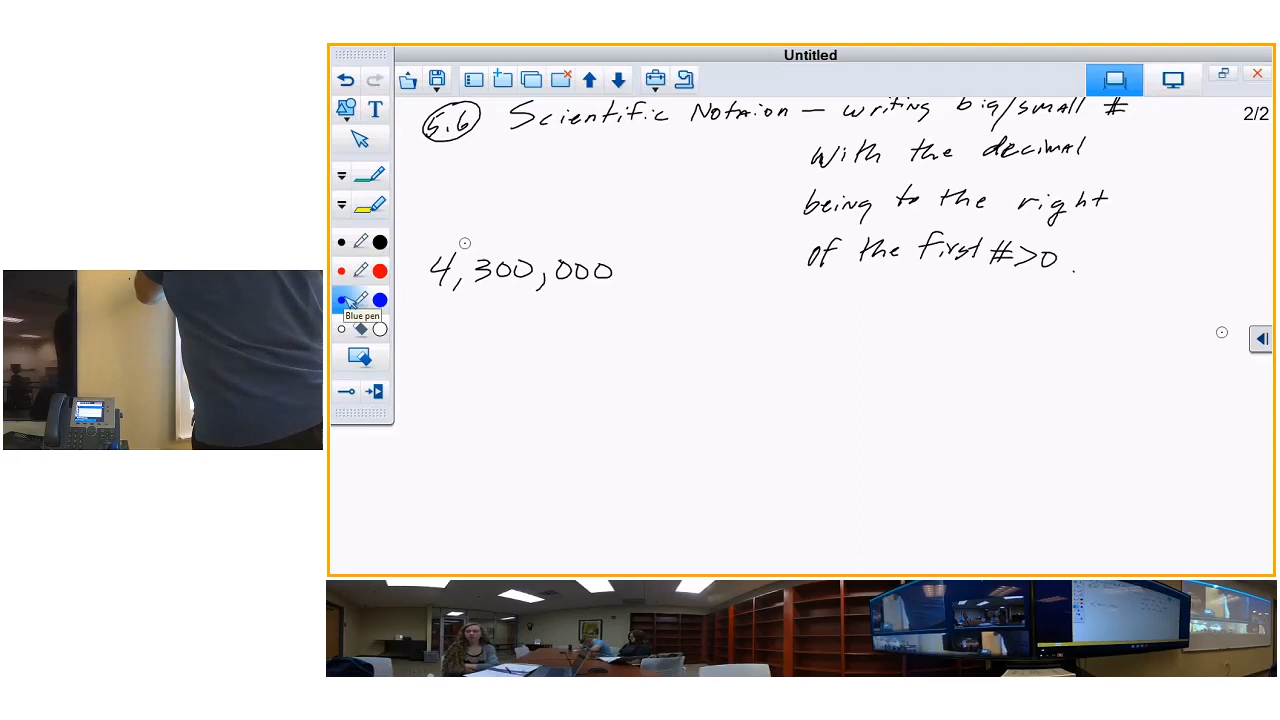 Untitled
2/2
5.6 Scientific Notaion — writing big/small #
with the decimal
being to the right
of the first #>0.
4,300,000
T
Blue pen